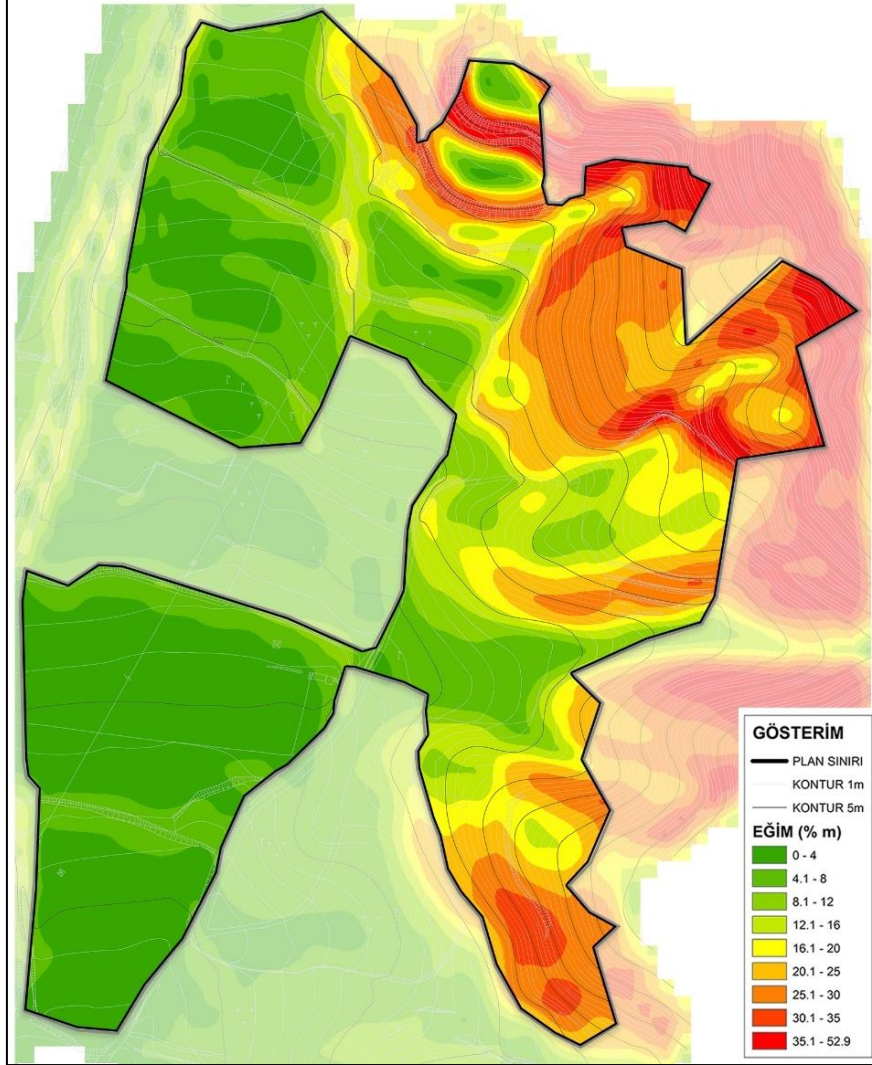 GÖSTERİM
PLAN SINIRI
KONTUR 1m
KONTUR 5m
EĞİM (% m)
0 - 4
4.1 - 8
8.1 - 12
12.1 - 16
16.1 - 20
20.1 - 25
25.1 - 30
30.1 - 35
35.1 - 52.9